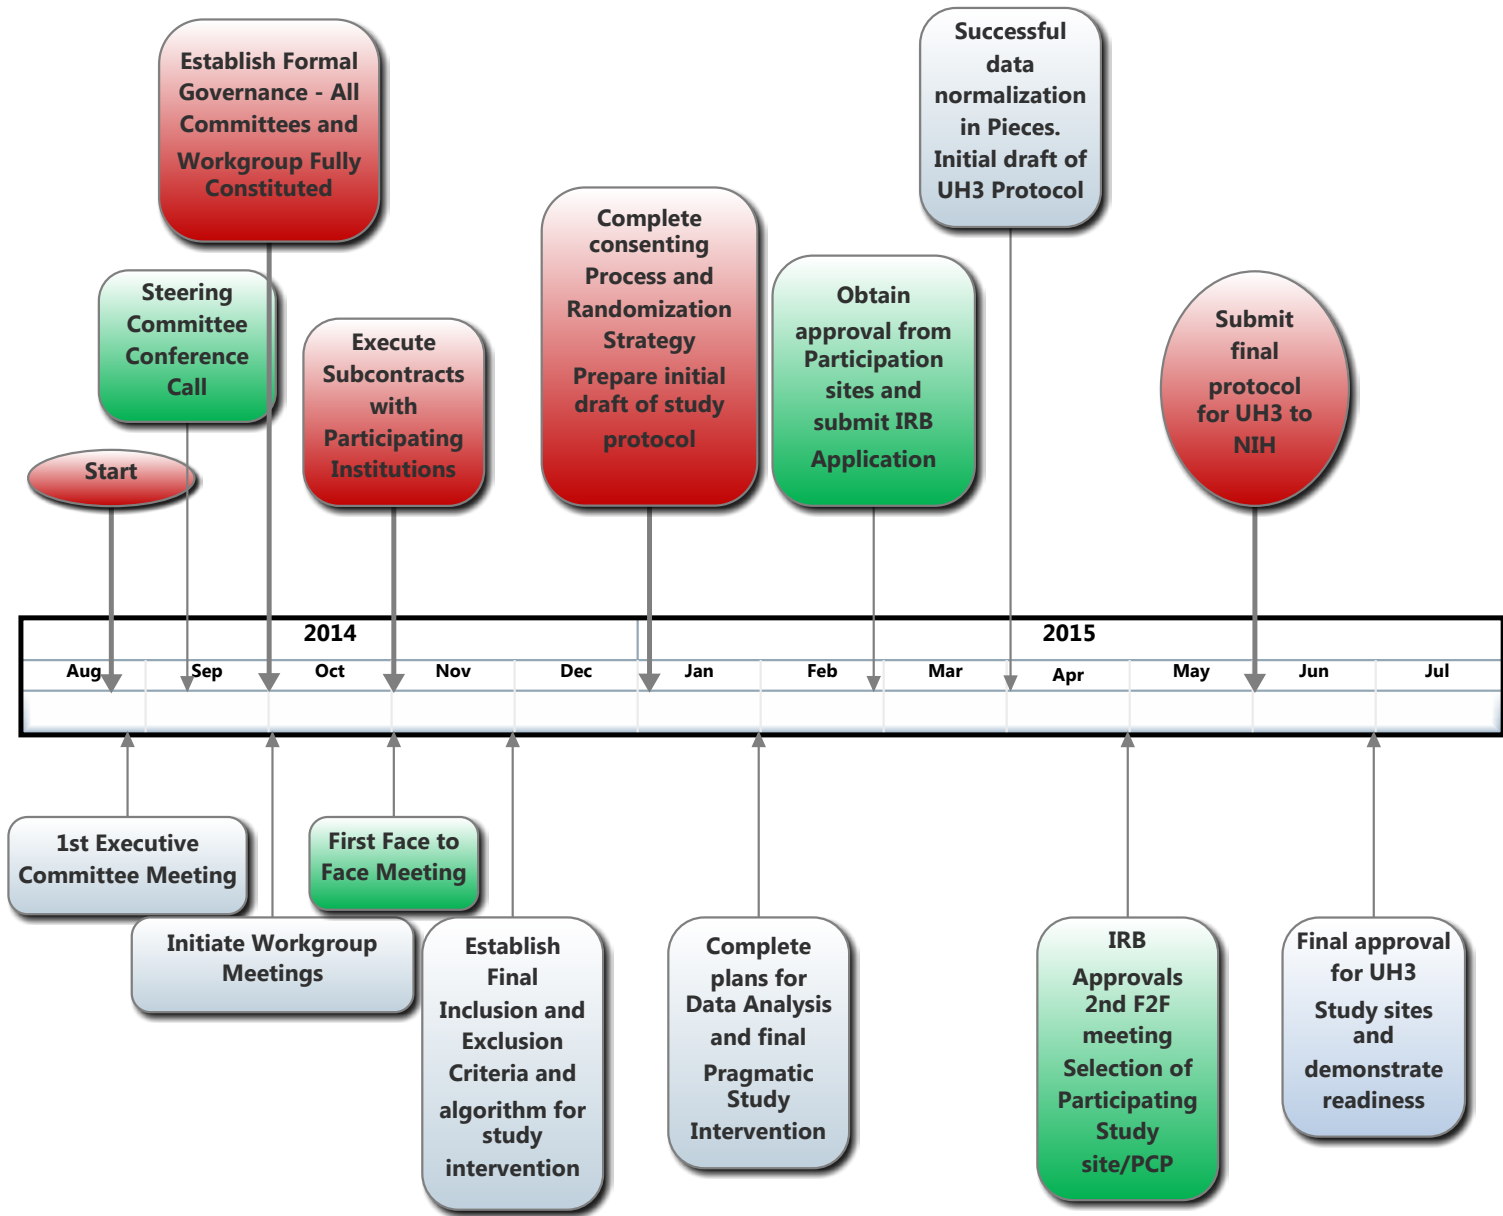 Establish Formal
Governance - All
Committees and
Workgroup Fully
Constituted
Successful
data
normalization
in Pieces.
Initial draft of
UH3 Protocol
Steering
Committee
Conference
Call
Execute
Subcontracts
with
Participating
Institutions
Complete
consenting
Process and
Randomization
Strategy
Prepare initial
draft of study
protocol
Obtain
approval from
Participation
sites and
submit IRB
Application
Submit
final
protocol
for UH3 to
NIH
Start
2014
2015
Aug
Sep
Oct
Nov
Dec
Jan
Feb
Mar
Apr
May
Jun
Jul
1st Executive
Committee Meeting
First Face to
Face Meeting
Initiate Workgroup
Meetings
Establish
Final
Inclusion and
Exclusion
Criteria and
algorithm for
study
intervention
Complete
plans for
Data Analysis
and final
Pragmatic
Study
Intervention
IRB
Approvals
2nd F2F
meeting
Selection of
Participating
Study
site/PCP
Final approval
for UH3
Study sites
and
demonstrate
readiness